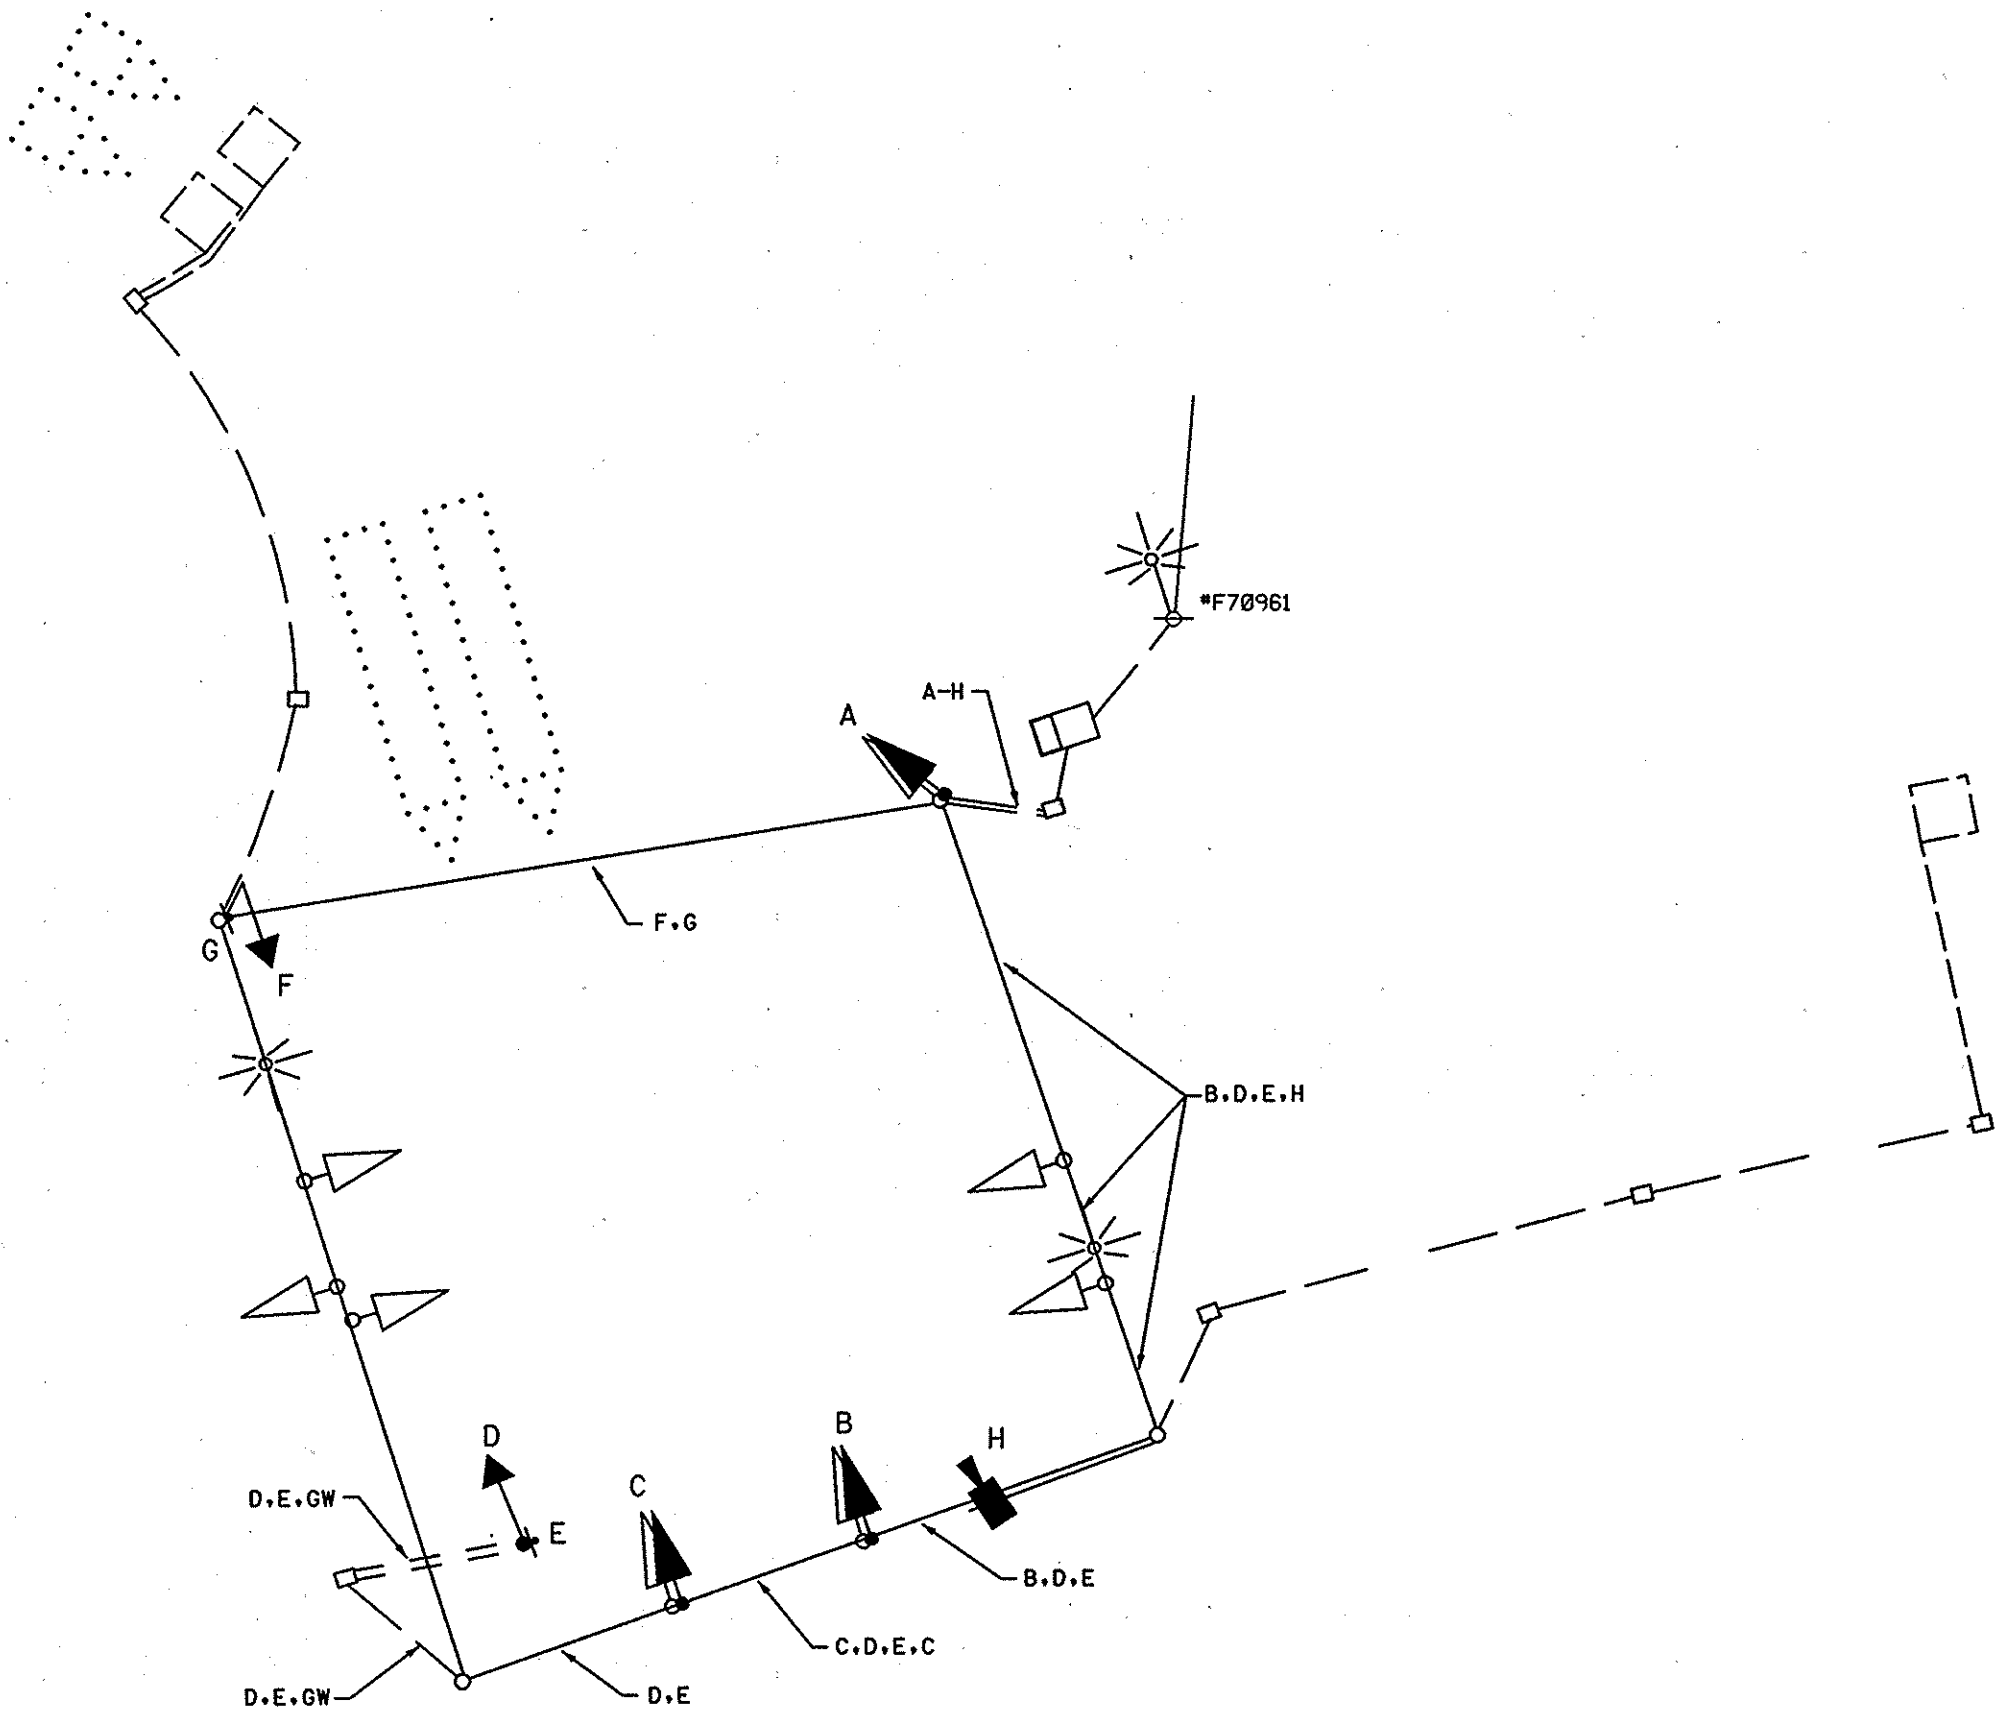 *F70961
A-H
A
F.G
G
F
B.D.E.H
B
D
H
C
D.E.GW
E
B.D.E
C.D.E.C
D.E
D.E.GW